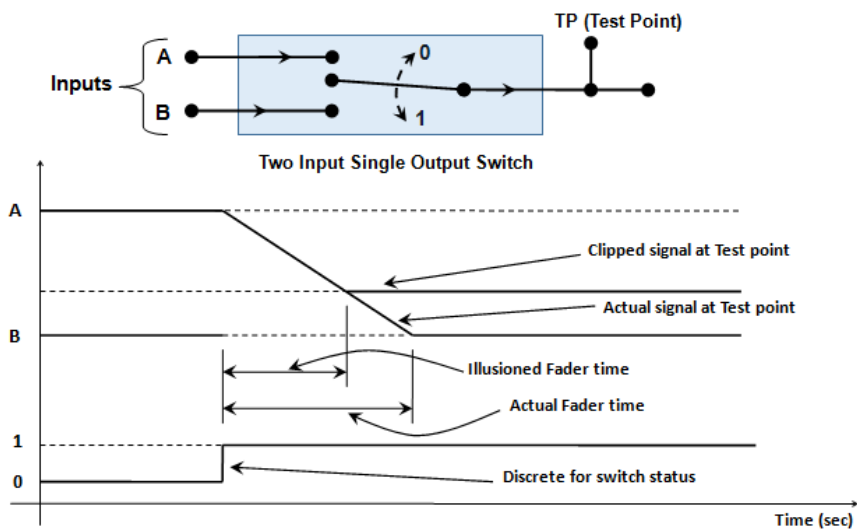 TP (Test Point)
A
0
Inputs
B
1
Two Input Single Output Switch
A
Clipped signal at Test point
Actual signal at Test point
B
Illusioned Fader time
Actual Fader time
1
Discrete for switch status
0
Time (sec)